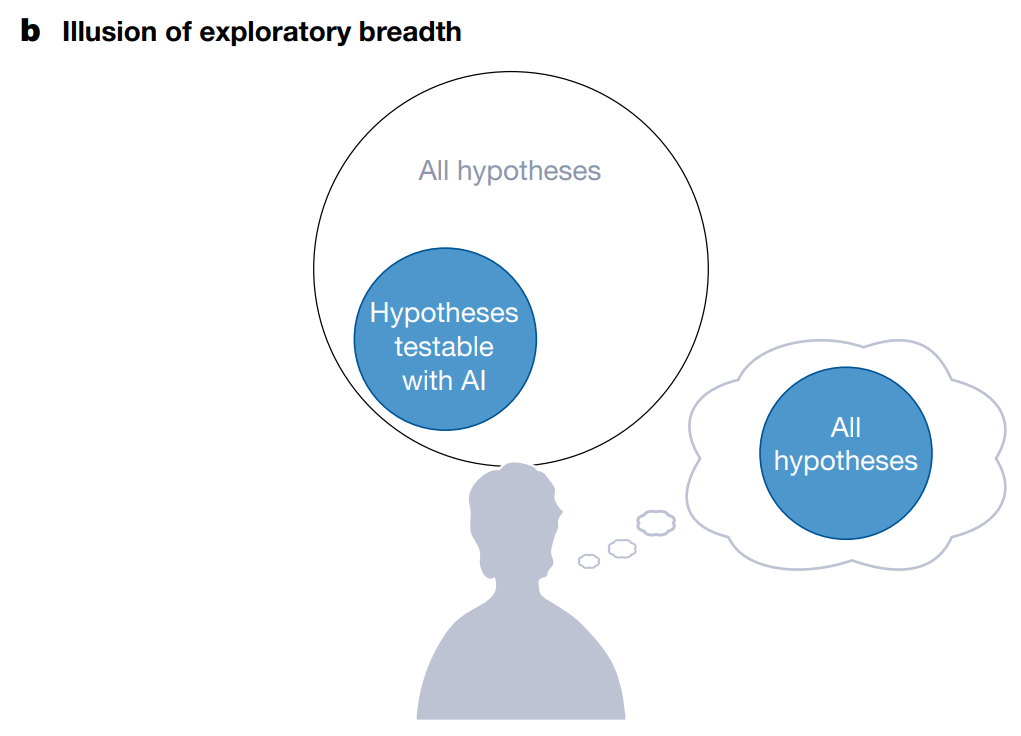 b Illusion of exploratory breadth
All hypotheses
Hypotheses
testable
with AI
All
hypotheses